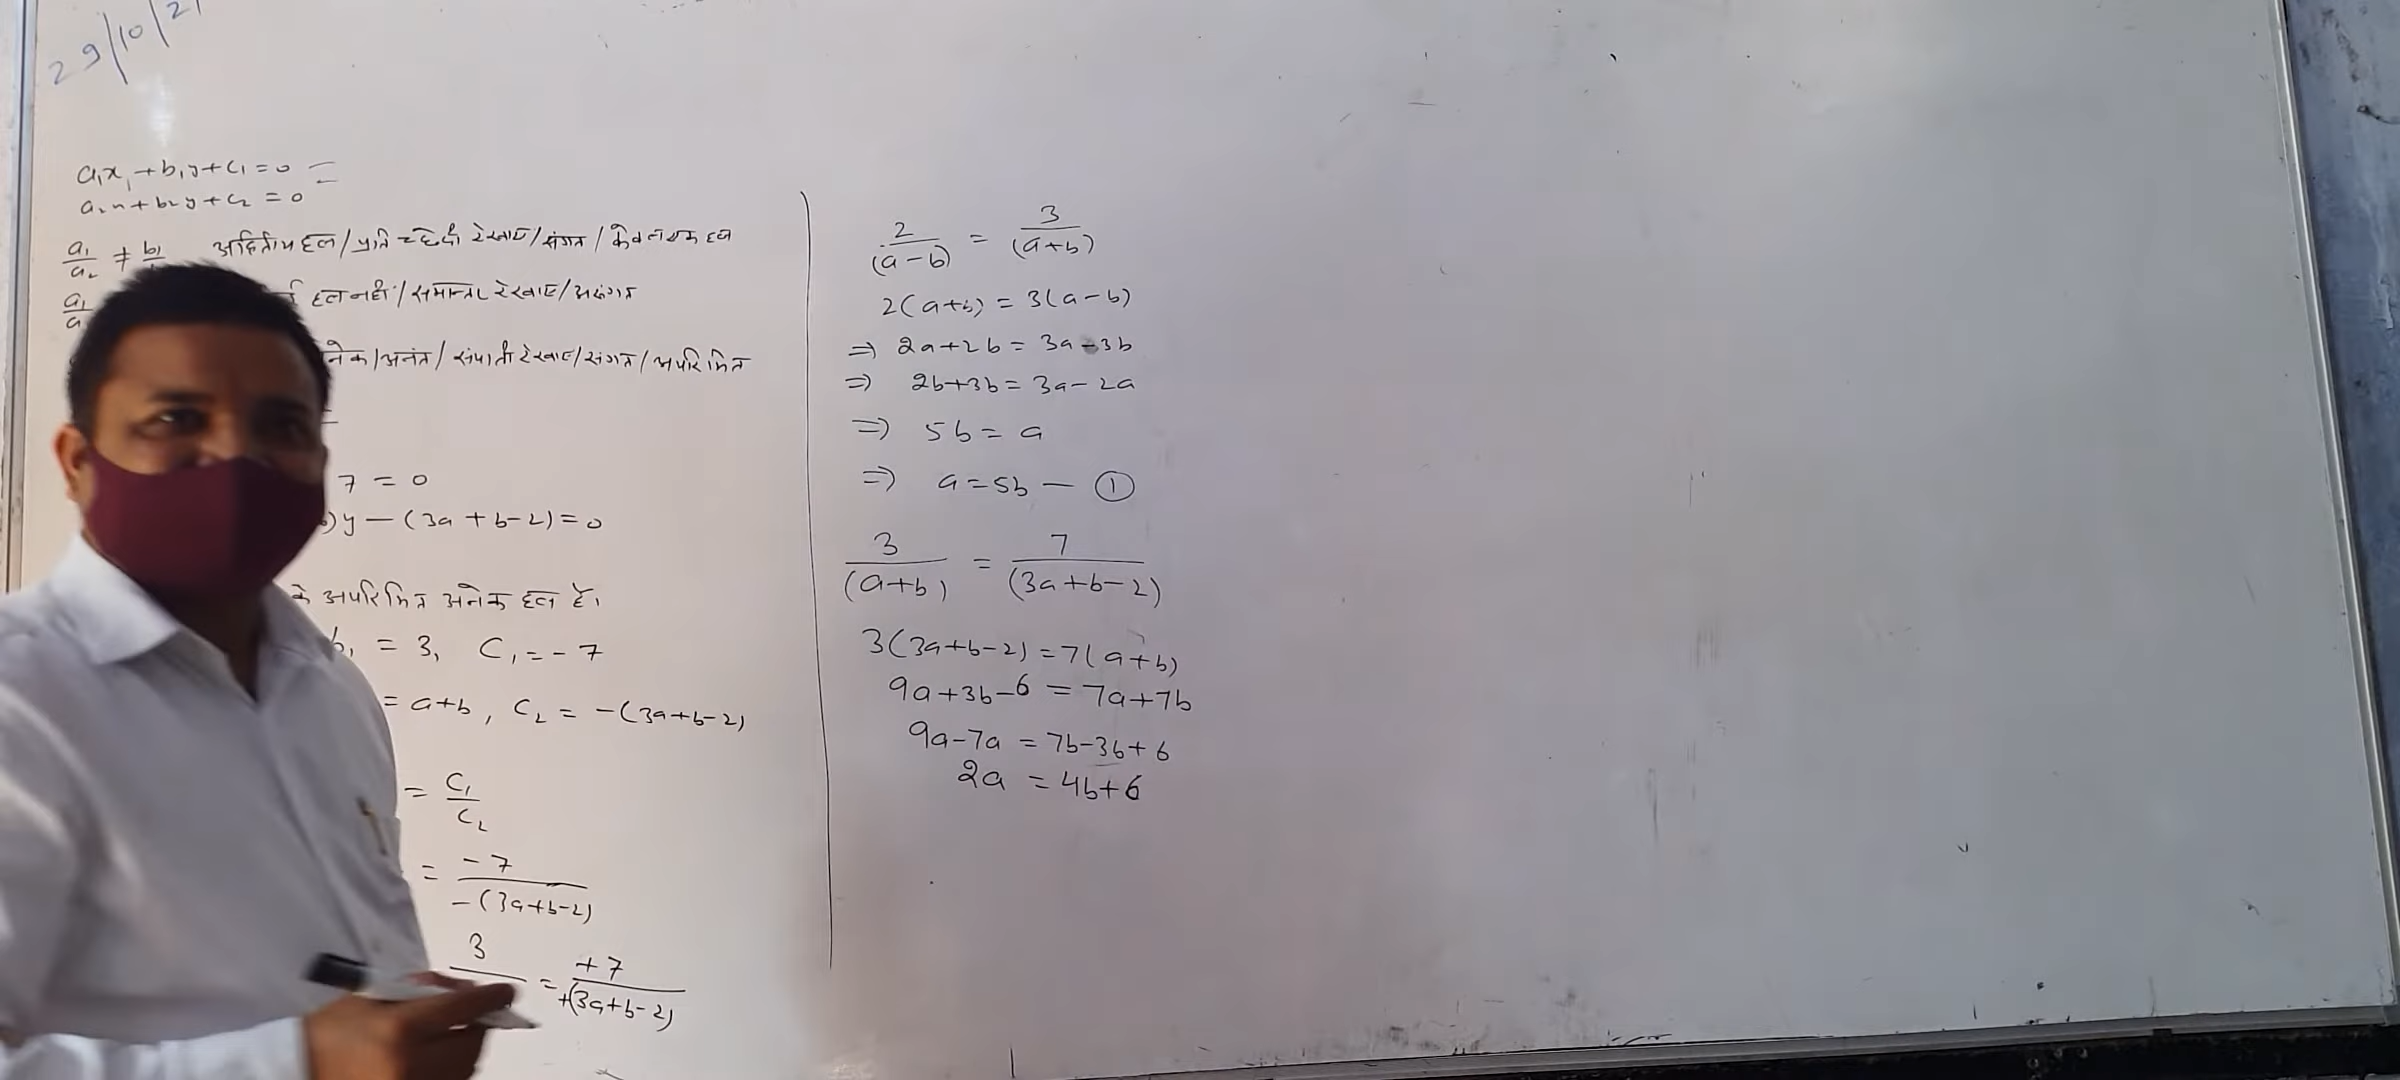 29/10/21
a₁x₁+b₁y+c₁=0
a₂x+b₂y+c₂=0
a₁/a₂ ≠ b₁/ अद्वितीय हल/प्रतिच्छेदी रेखाए/संगत/केवल एक हल
a₁ हल नहीं/समान्तर रेखाए/असंगत
नेक/अनंत/संपाती रेखाए/संगत/अपरिमित
7=0
)y-(3a+b-2)=0
के अपरिमित अनेक हल है।
b₁=3, C₁=-7
=a+b, C₂=-(3a+b-2)
=C₁/C₂
=-7/-(3a+b-2)
3/ =+7/+(3a+b-2)
2/(a-b) = 3/(a+b)
2(a+b)=3(a-b)
⇒ 2a+2b=3a-3b
⇒ 2b+3b=3a-2a
⇒ 5b=a
⇒ a=5b — ①
3/(a+b) = 7/(3a+b-2)
3(3a+b-2)=7(a+b)
9a+3b-6=7a+7b
9a-7a=7b-3b+6
2a=4b+6